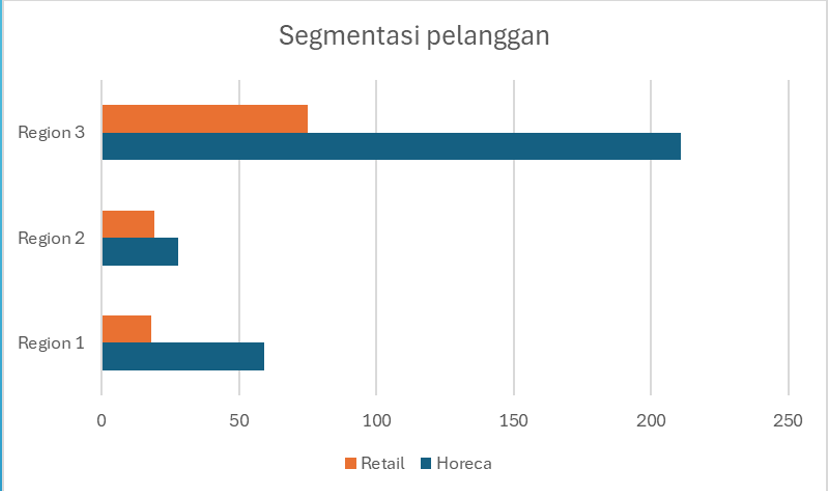 Segmentasi pelanggan
Region 3
Region 2
Region 1
0 50 100 150 200 250
Retail Horeca